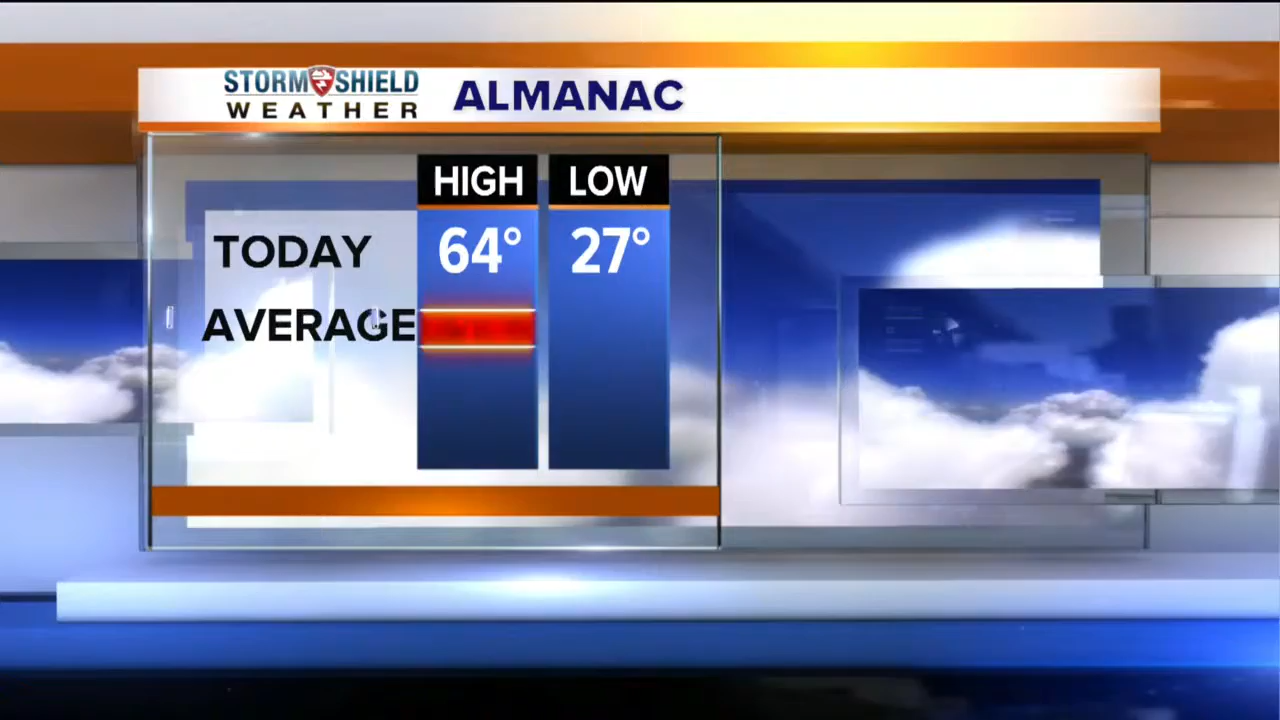 STORM SHIELD
WEATHER
ALMANAC
HIGH LOW
TODAY 64° 27°
AVERAGE